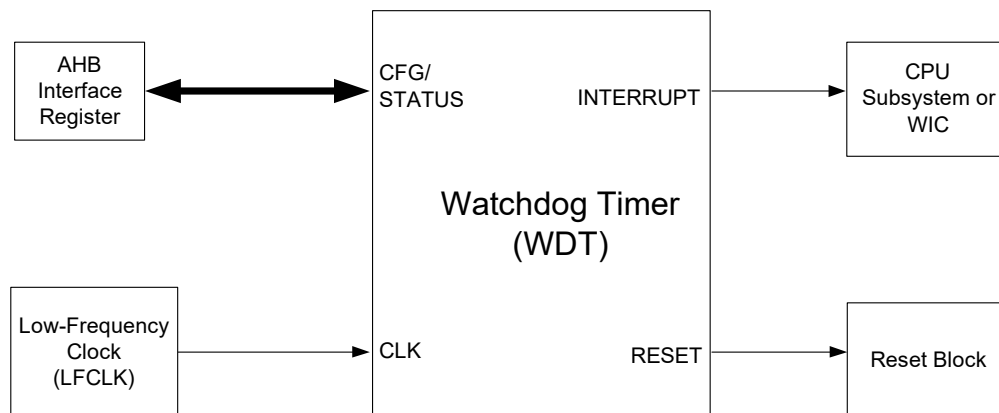 AHB
Interface
Register
CFG/
STATUS
INTERRUPT
CPU
Subsystem or
WIC
Watchdog Timer
(WDT)
Low-Frequency
Clock
(LFCLK)
CLK
RESET
Reset Block